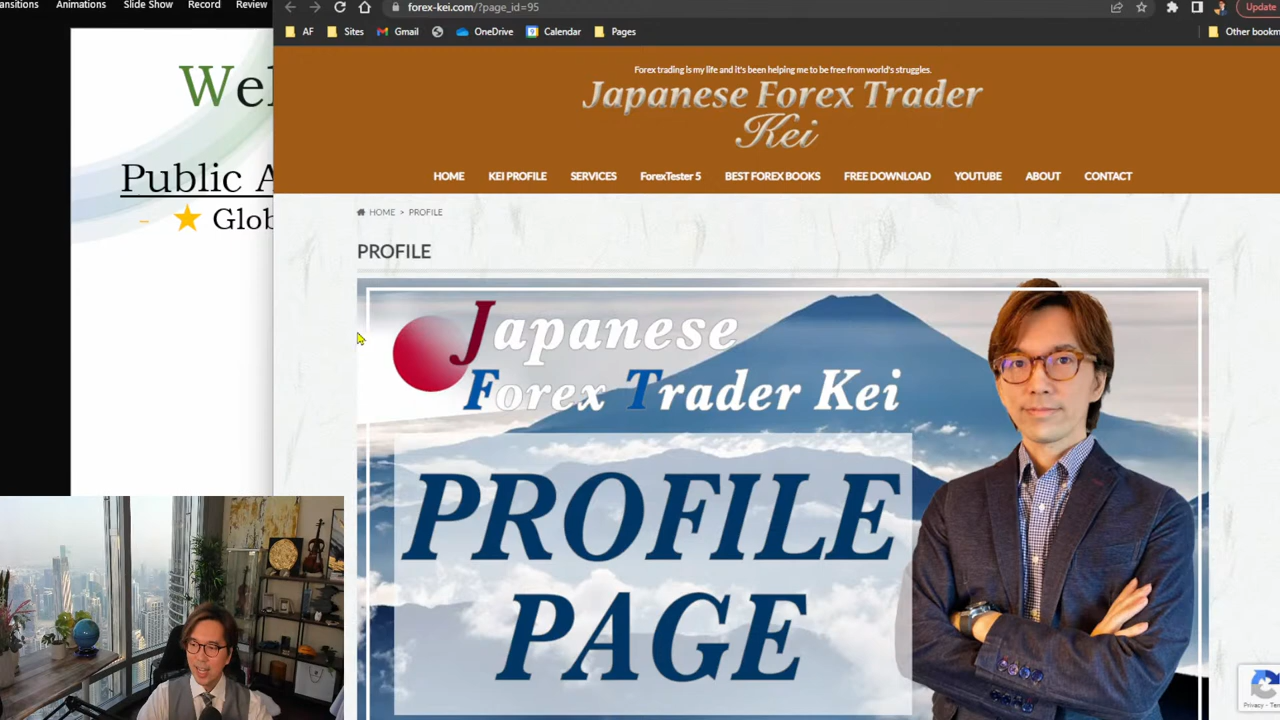 ansitions Animations Slide Show Record Review
forex-kei.com/?page_id=95
Update
AF Sites Gmail OneDrive Calendar Pages Other bookm
Wel
Public A
Glob
Forex trading is my life and it's been helping me to be free from world's struggles.
Japanese Forex Trader
Kei
HOME KEI PROFILE SERVICES ForexTester 5 BEST FOREX BOOKS FREE DOWNLOAD YOUTUBE ABOUT CONTACT
HOME > PROFILE
PROFILE
Japanese
Forex Trader Kei
PROFILE
PAGE
Privacy - Ter